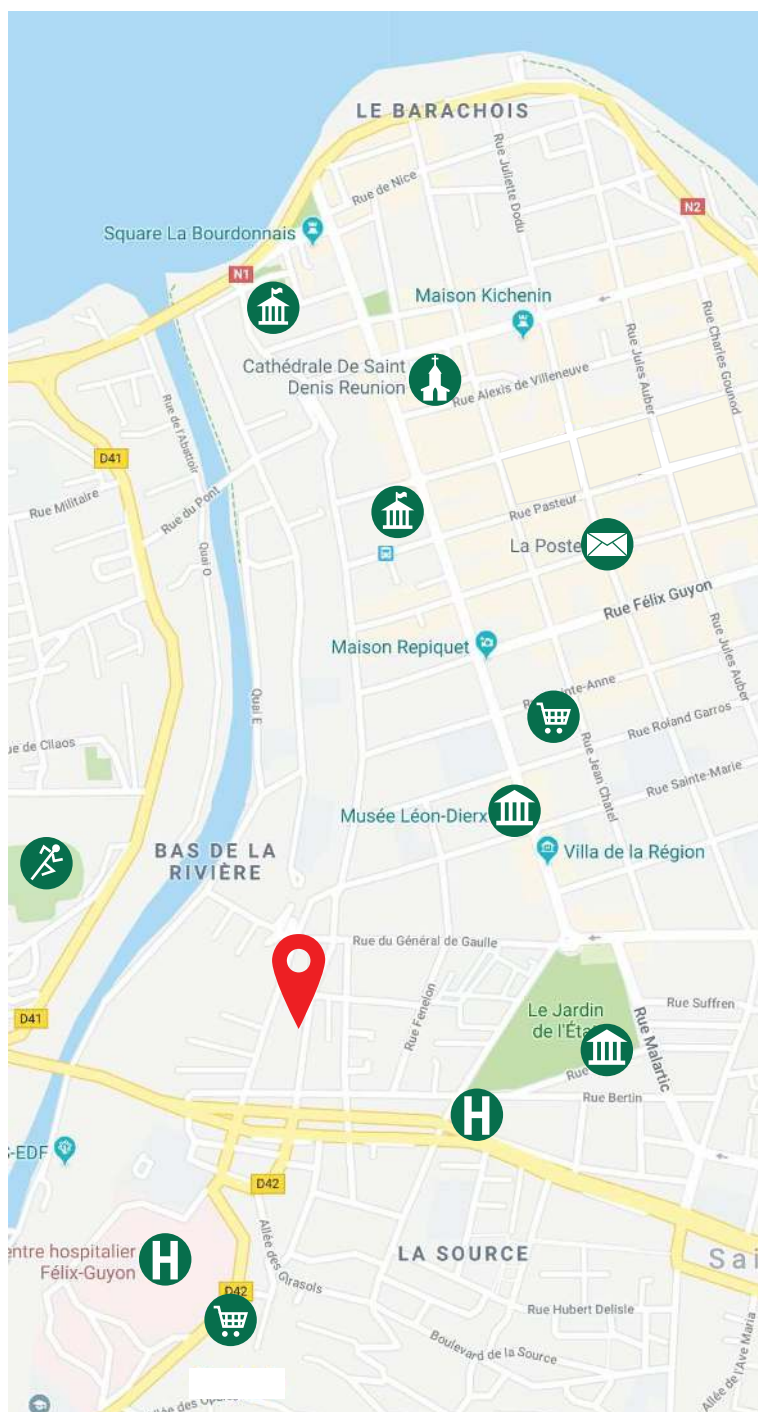 LE BARACHOIS
Rue Juliette Dodu
Rue de Nice
N2
Square La Bourdonnais
N1
Maison Kichenin
Rue Charles Gounod
Rue Jules Auber
Cathédrale De Saint
Denis Reunion
Rue Alexis de Villeneuve
Rue de l'Abattoir
D41
Rue Militaire
Rue du Pont
Rue Pasteur
La Poste
Quai O
Rue Félix Guyon
Maison Repiquet
Rue Jules Auber
Quai E
inte-Anne
Rue Roland Garros
ue de Cilaos
Rue Jean Chatel
Rue Sainte-Marie
Musée Léon-Dierx
BAS DE LA
RIVIÈRE
Villa de la Région
Rue du Général de Gaulle
Le Jardin
de l'Éta
Rue Suffren
D41
Rue Fenelon
Rue Malartic
Rue
Rue Bertin
H
-EDF
D42
Allée des Girasols
entre hospitalier
Félix-Guyon
H
LA SOURCE
Sai
D42
Rue Hubert Delisle
Boulevard de la Source
Allée de l'Ave Maria